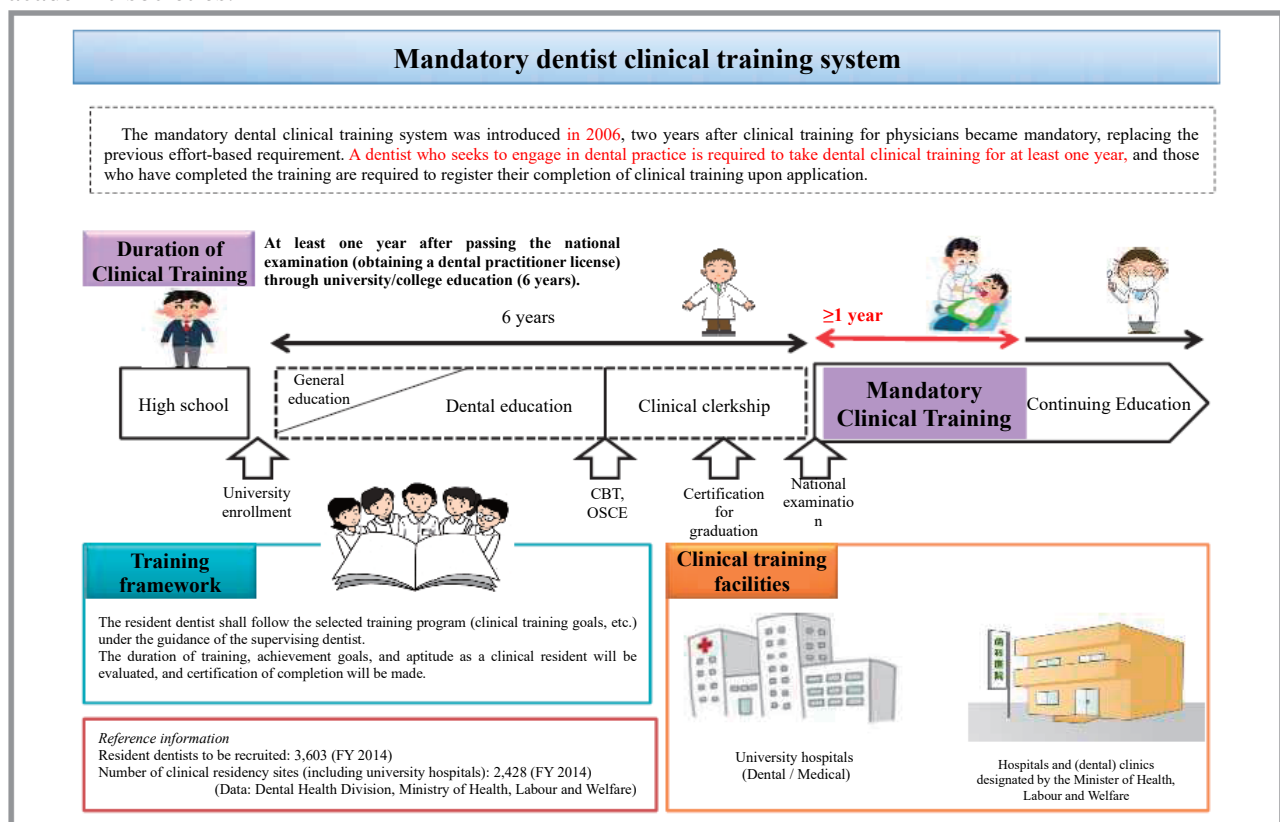 Mandatory dentist clinical training system
The mandatory dental clinical training system was introduced in 2006, two years after clinical training for physicians became mandatory, replacing the
previous effort-based requirement. A dentist who seeks to engage in dental practice is required to take dental clinical training for at least one year, and those
who have completed the training are required to register their completion of clinical training upon application.
Duration of
Clinical Training
At least one year after passing the national
examination (obtaining a dental practitioner license)
through university/college education (6 years).
6 years
≥1 year
High school
General
education
Dental education
Clinical clerkship
Mandatory
Clinical Training
Continuing Education
University
enrollment
CBT,
OSCE
Certification
for
graduation
National
examinatio
n
Training
framework
The resident dentist shall follow the selected training program (clinical training goals, etc.)
under the guidance of the supervising dentist.
The duration of training, achievement goals, and aptitude as a clinical resident will be
evaluated, and certification of completion will be made.
Reference information
Resident dentists to be recruited: 3,603 (FY 2014)
Number of clinical residency sites (including university hospitals): 2,428 (FY 2014)
(Data: Dental Health Division, Ministry of Health, Labour and Welfare)
Clinical training
facilities
歯科医院
University hospitals
(Dental / Medical)
Hospitals and (dental) clinics
designated by the Minister of Health,
Labour and Welfare